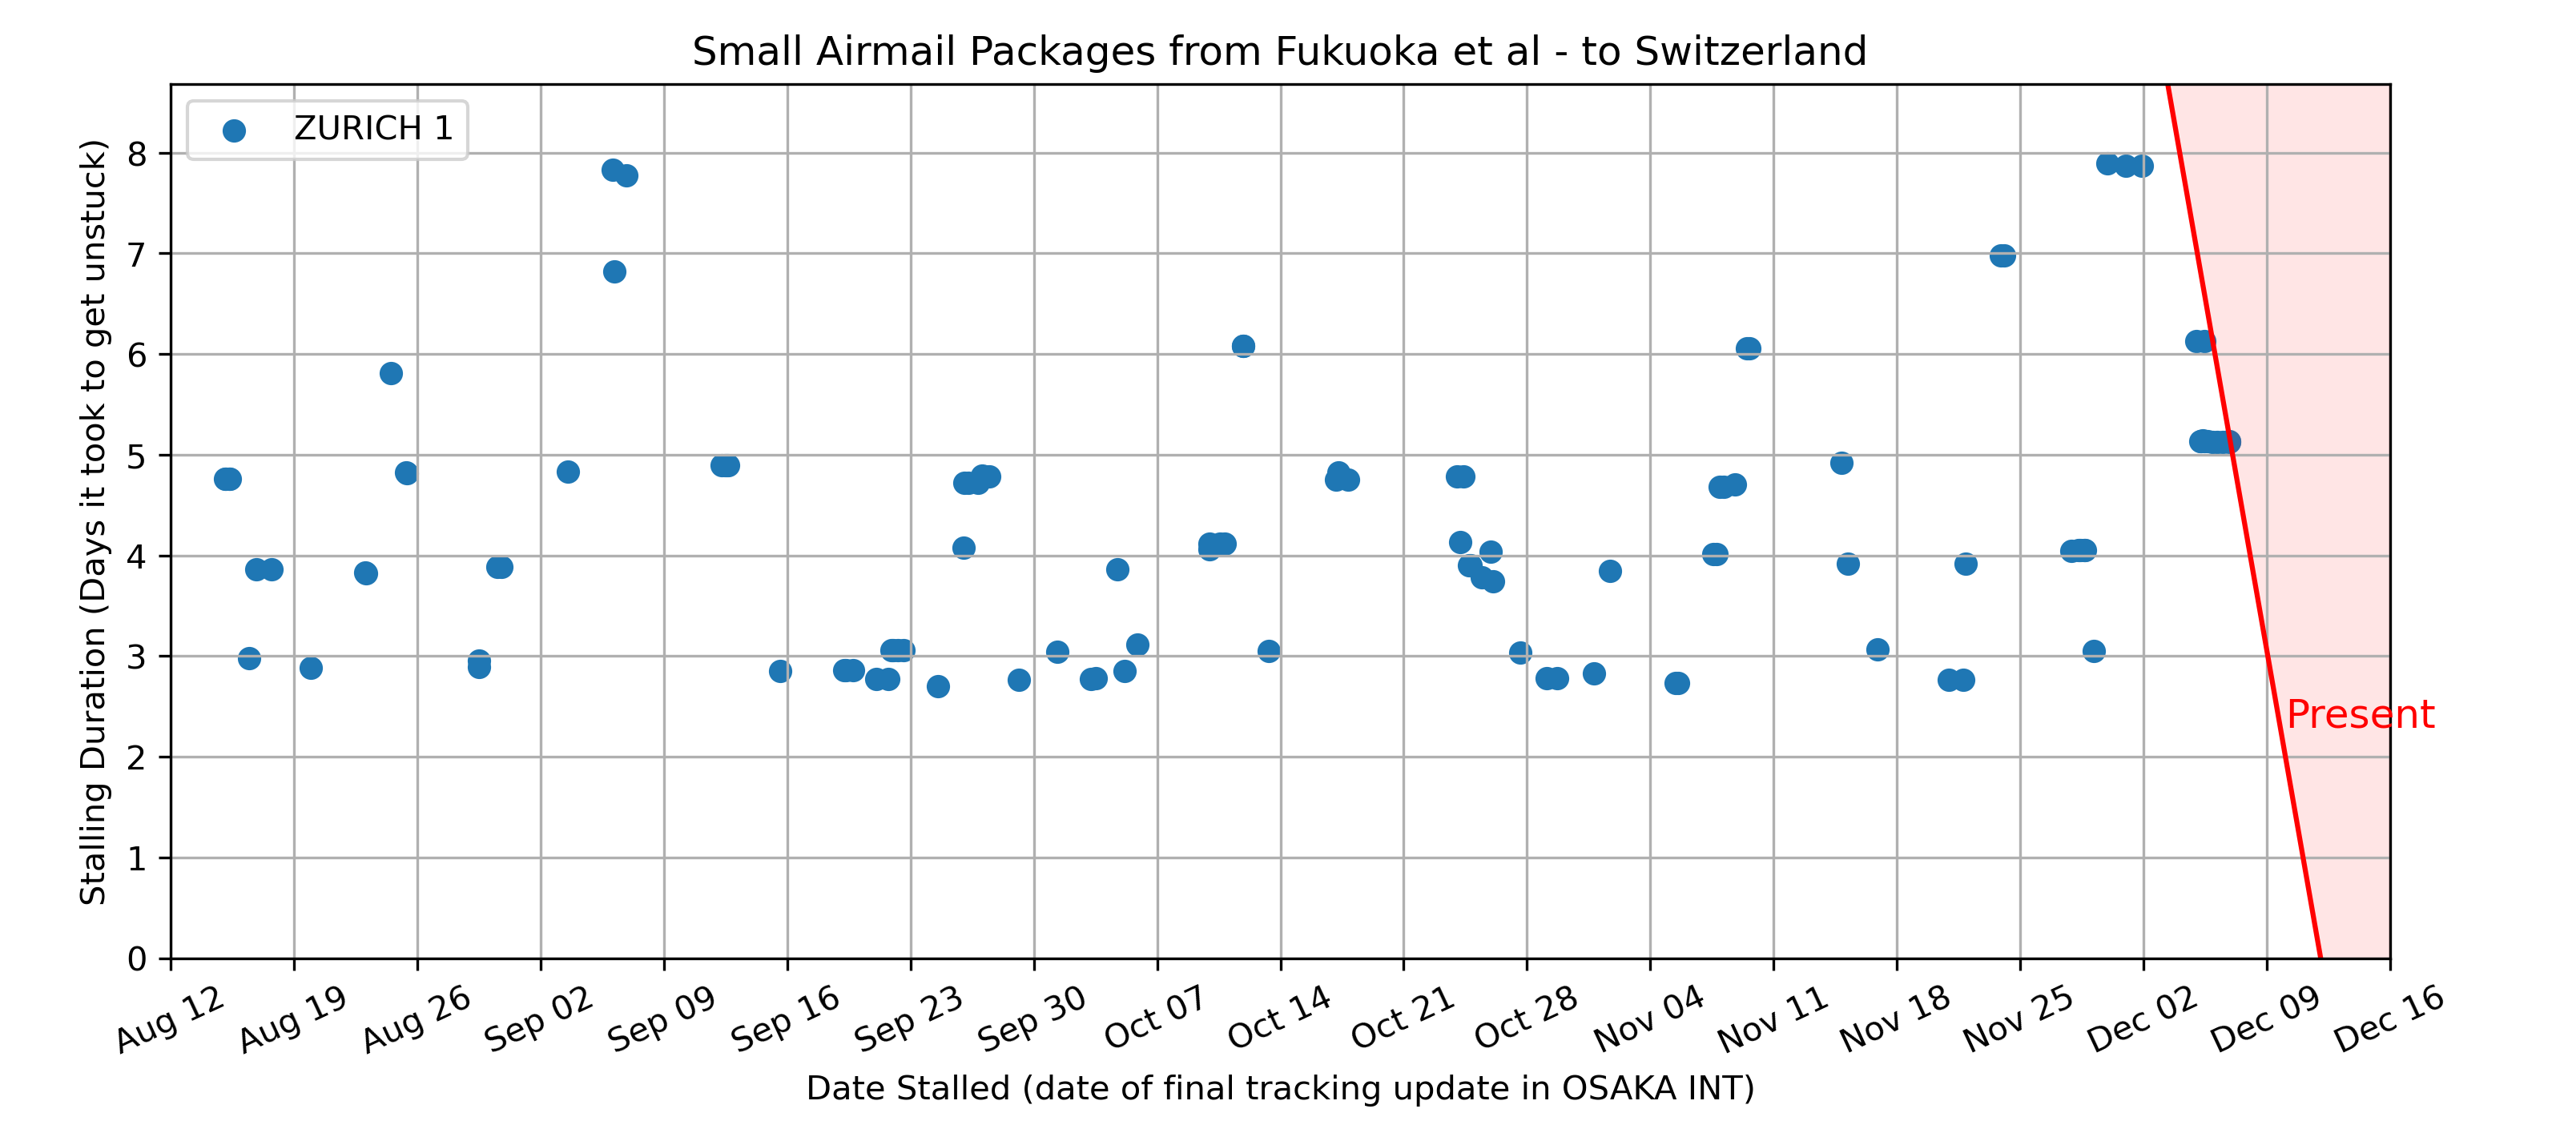 Small Airmail Packages from Fukuoka et al - to Switzerland
ZURICH 1
Stalling Duration (Days it took to get unstuck)
8
7
6
5
4
3
2
1
0
Present
Aug 12
Aug 19
Aug 26
Sep 02
Sep 09
Sep 16
Sep 23
Sep 30
Oct 07
Oct 14
Oct 21
Oct 28
Nov 04
Nov 11
Nov 18
Nov 25
Dec 02
Dec 09
Dec 16
Date Stalled (date of final tracking update in OSAKA INT)